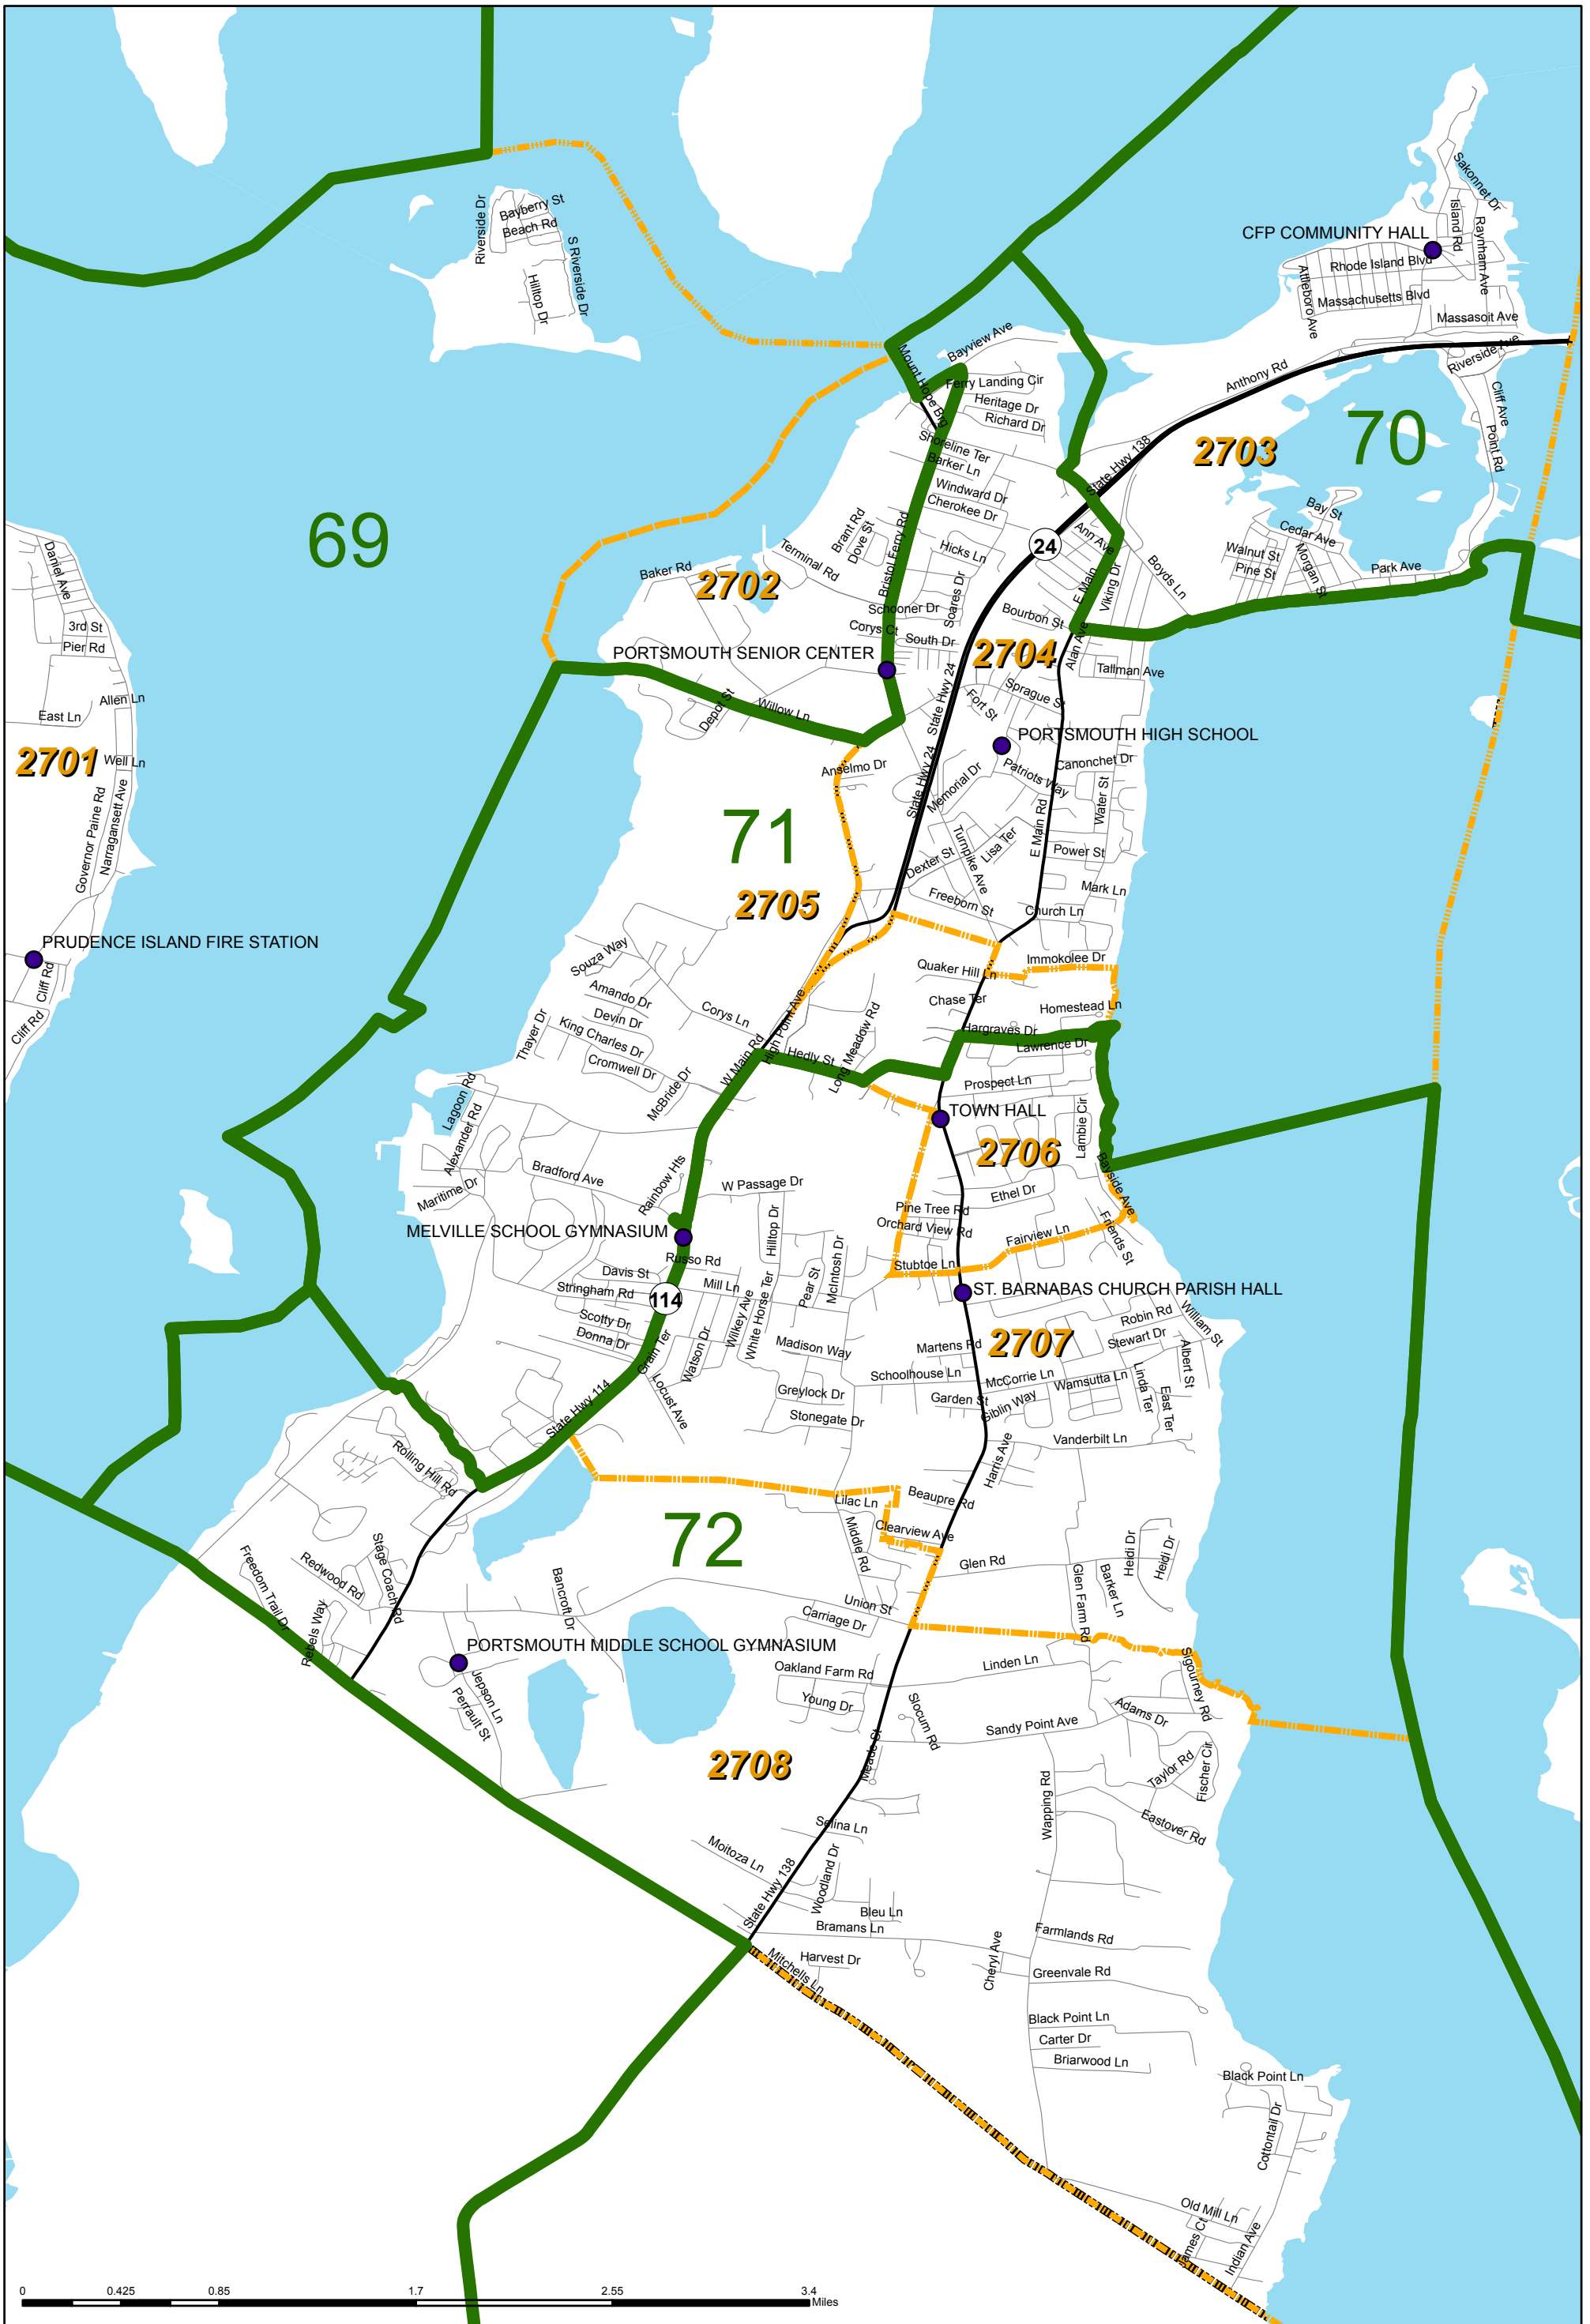 Sakonnet Dr
Island Rd
Raynham Ave
CFP COMMUNITY HALL
Rhode Island Blvd
Attleboro Ave
Massachusetts Blvd
Massasoit Ave
Riverside Ave
Anthony Rd
Cliff Ave
Point Rd
70
2703
State Hwy 138
Bay St
Cedar Ave
Walnut St
Pine St
Morgan St
Park Ave
Boyds Ln
Riverside Dr
Bayberry St
Beach Rd
S Riverside Dr
Hilltop Dr
Mount Hope Brg
Bayview Ave
Ferry Landing Cir
Heritage Dr
Richard Dr
Shoreline Ter
Barker Ln
Windward Dr
Cherokee Dr
24
Ann Ave
E Main
Viking Dr
Hicks Ln
Brant Rd
Dove St
Terminal Rd
Bristol Ferry Rd
Baker Rd
2702
Schooner Dr
Soares Dr
Corys Ct
South Dr
Bourbon St
Alan Ave
2704
Tallman Ave
PORTSMOUTH SENIOR CENTER
Sprague S
Fort St
State Hwy 24
State Hwy 24
Depot St
Willow Ln
PORTSMOUTH HIGH SCHOOL
Canonchet Dr
Patriots Way
Memorial Dr
Water St
Anselmo Dr
E Main Rd
69
Daniel Ave
3rd St
Pier Rd
Allen Ln
East Ln
2701
Well Ln
Governor Paine Rd
Narragansett Ave
PRUDENCE ISLAND FIRE STATION
Cliff Rd
Cliff Rd
71
2705
Turnpike Ave
Lisa Ter
Dexter St
Power St
Mark Ln
Freeborn St
Church Ln
Quaker Hill Ln
Immokolee Dr
Chase Ter
Homestead Ln
Hargraves Dr
Lawrence Dr
Souza Way
Amando Dr
Devin Dr
King Charles Dr
Cromwell Dr
Corys Ln
Thayer Dr
McBride Dr
W Main Rd
High Point Ave
Hedly St
Long Meadow Rd
Prospect Ln
TOWN HALL
2706
Lambie Cir
Bayside Ave
Lagoon Rd
Alexander Rd
Maritime Dr
Bradford Ave
Rainbow Hts
W Passage Dr
Hilltop Dr
Ethel Dr
Pine Tree Rd
Orchard View Rd
Fairview Ln
Friends St
Stubtoe Ln
MELVILLE SCHOOL GYMNASIUM
Russo Rd
Davis St
Stringham Rd
114
Mill Ln
Scotty Dr
Donna Dr
Grain Ter
Watson Dr
Wilkey Ave
White Horse Ter
Pear St
McIntosh Dr
Locust Ave
State Hwy 114
Madison Way
Greylock Dr
Stonegate Dr
ST. BARNABAS CHURCH PARISH HALL
2707
Robin Rd
William St
Stewart Dr
Albert St
Martens Rd
Schoolhouse Ln
McCorrie Ln
Wamsutta Ln
Linda Ter
East Ter
Garden St
Giblin Way
Vanderbilt Ln
Harris Ave
Rolling Hill Rd
Lilac Ln
Beaupre Rd
Clearview Ave
Middle Rd
72
Glen Rd
Glen Farm Rd
Barker Ln
Heidi Dr
Heidi Dr
Stage Coach Rd
Redwood Rd
Freedom Trail Dr
Rebels Way
Bancroft Dr
Union St
Carriage Dr
PORTSMOUTH MIDDLE SCHOOL GYMNASIUM
Jepson Ln
Perrault St
Oakland Farm Rd
Young Dr
Linden Ln
Sigourney Rd
Slocum Rd
Sandy Point Ave
Adams Dr
Meade St
2708
Taylor Rd
Fischer Cir
Wapping Rd
Eastover Rd
Selina Ln
Moitoza Ln
Woodland Dr
State Hwy 138
Bleu Ln
Bramans Ln
Farmlands Rd
Mitchells Ln
Harvest Dr
Cheryl Ave
Greenvale Rd
Black Point Ln
Carter Dr
Briarwood Ln
Black Point Ln
Cottontail Dr
Old Mill Ln
James Ct
Indian Ave
0 0.425 0.85 1.7 2.55 3.4
Miles